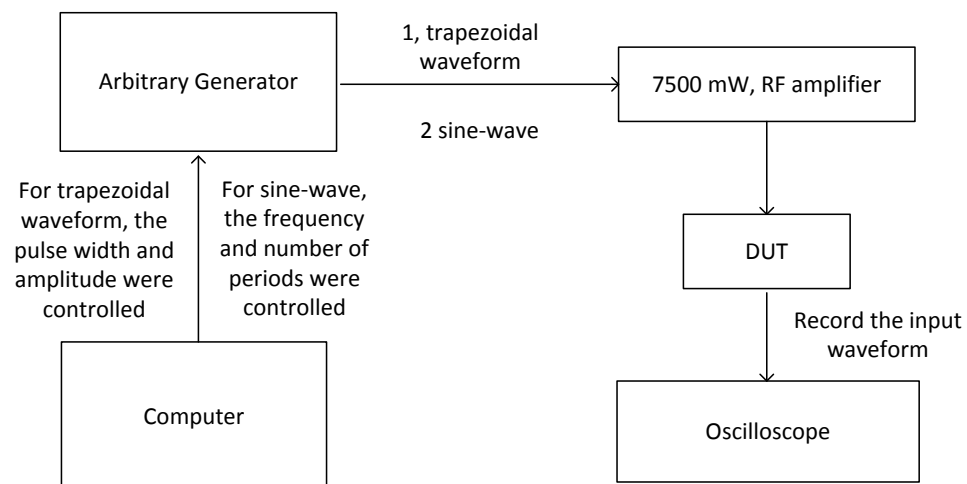 Arbitrary Generator
1, trapezoidal
waveform
2 sine-wave
7500 mW, RF amplifier
For trapezoidal
waveform, the
pulse width and
amplitude were
controlled
For sine-wave,
the frequency
and number of
periods were
controlled
DUT
Record the input
waveform
Computer
Oscilloscope